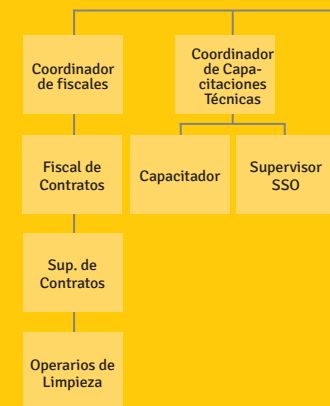 Coordinador
de fiscales
Coordinador
de Capa-
citaciones
Técnicas
Fiscal de
Contratos
Capacitador
Supervisor
SSO
Sup. de
Contratos
Operarios de
Limpieza